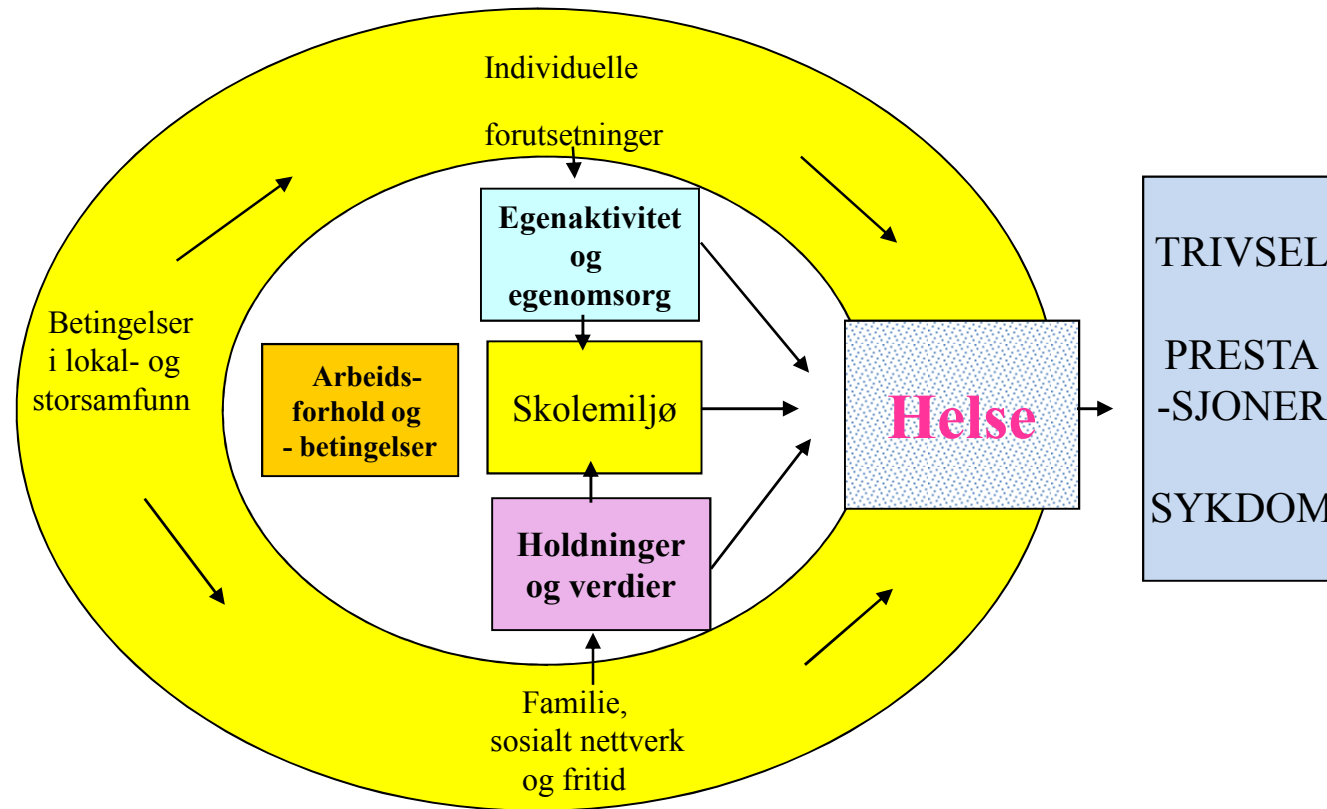 Individuelle
forutsetninger
Egenaktivitet
og
egenomsorg
Betingelser
i lokal- og
storsamfunn
Arbeids-
forhold og
- betingelser
Skolemiljø
Helse
TRIVSEL
PRESTA
-SJONER
SYKDOM
Holdninger
og verdier
Familie,
sosialt nettverk
og fritid